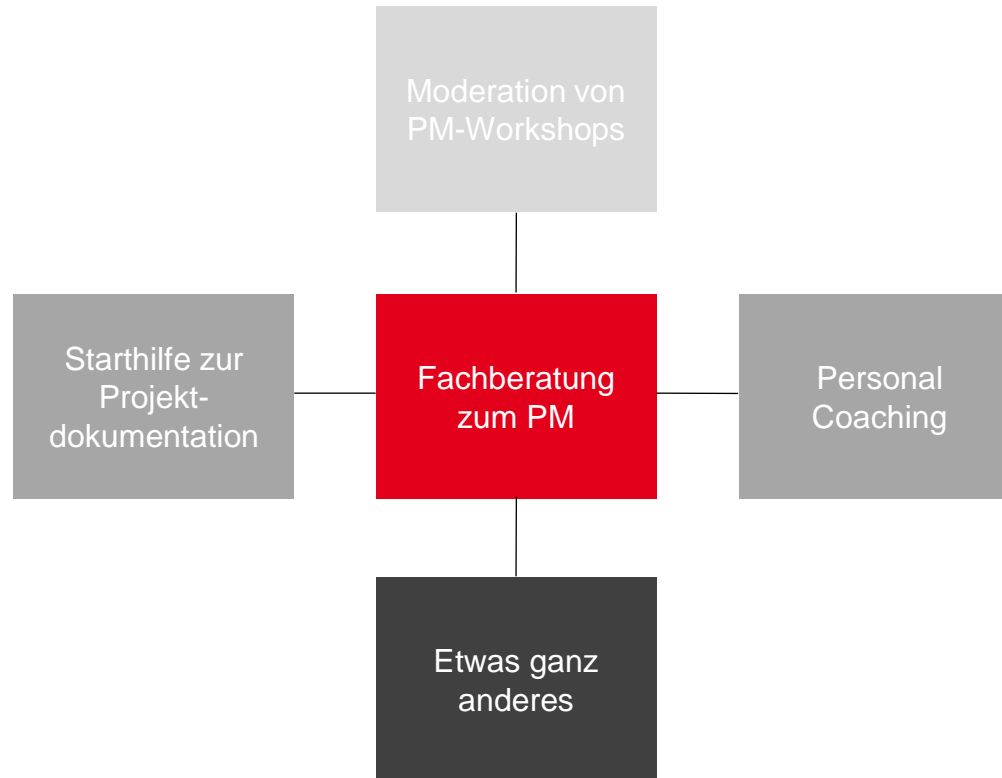 Moderation von
PM-Workshops
Starthilfe zur
Projekt-
dokumentation
Fachberatung
zum PM
Personal
Coaching
Etwas ganz
anderes